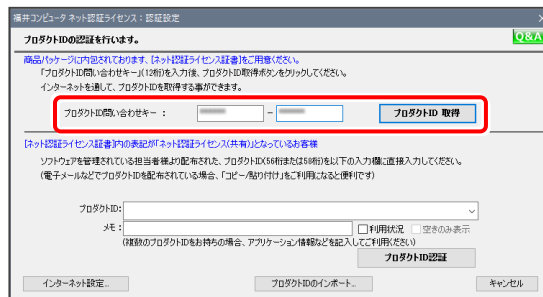 福井コンピュータ ネット認証ライセンス：認証設定
プロダクトIDの認証を行います。
Q&A
商品パッケージに内包されております、[ネット認証ライセンス証書]をご用意ください。
「プロダクトID問い合わせキー」(12桁)を入力後、プロダクトID取得ボタンをクリックしてください。
インターネットを通して、プロダクトIDを取得する事ができます。
プロダクトID問い合わせキー ： － プロダクトID 取得
[ネット認証ライセンス証書]内の表記が「ネット認証ライセンス(共有)」となっているお客様
ソフトウェアを管理されている担当者様より配布された、プロダクトID(56桁または58桁)を以下の入力欄に直接入力してください。
(電子メールなどでプロダクトIDを配布されている場合、「コピー/貼り付け」をご利用になると便利です)
プロダクトID:
メモ： 利用状況 空きのみ表示
(複数のプロダクトIDをお持ちの場合、アプリケーション情報などを記入してご利用ください)
プロダクトID認証
インターネット設定... プロダクトIDのインポート... キャンセル